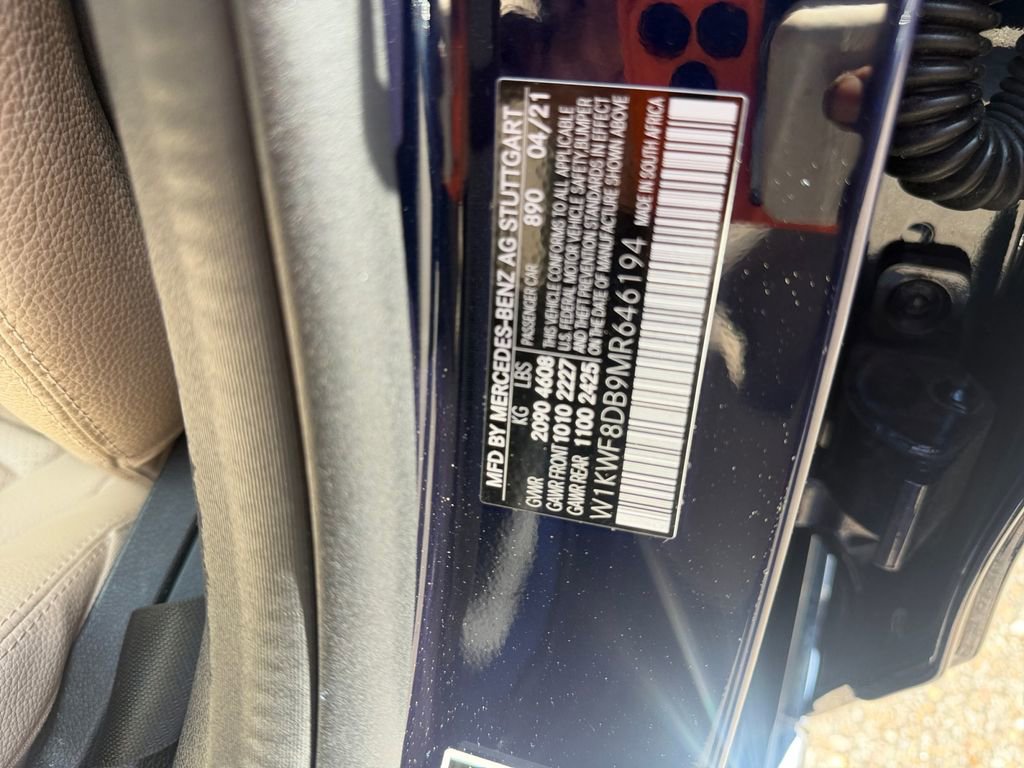 MFD BY MERCEDES-BENZ AG STUTTGART
KG LBS PASSENGER CAR 890 04/21
GVWR 2090 4608 THIS VEHICLE CONFORMS TO ALL APPLICABLE
GAWR FRONT 1010 2227 U.S. FEDERAL MOTOR VEHICLE SAFETY, BUMPER
GAWR REAR 1100 2425 AND THEFT PREVENTION STANDARDS IN EFFECT
ON THE DATE OF MANUFACTURE SHOWN ABOVE
W1KWF8DB9MR646194 MADE IN SOUTH AFRICA